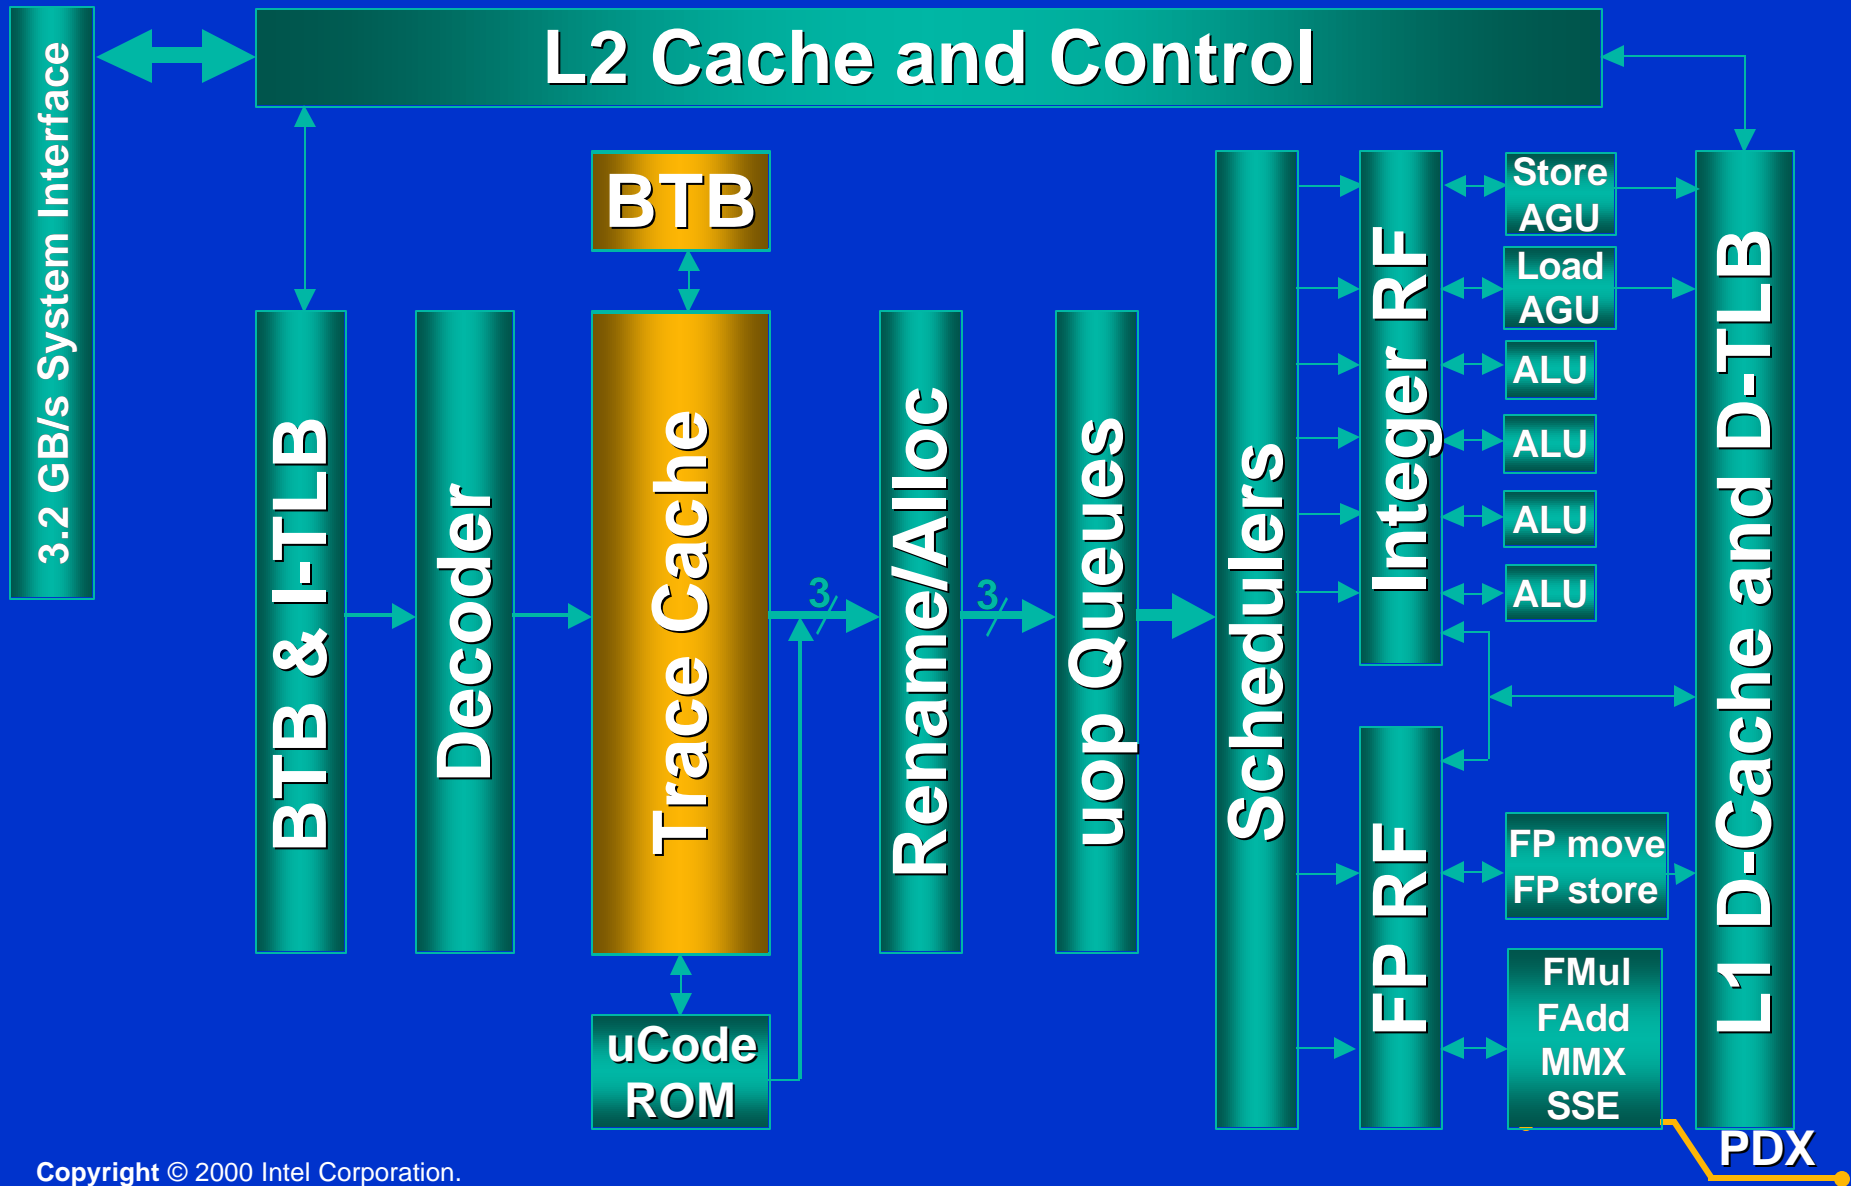 L2 Cache and Control
3.2 GB/s System Interface
BTB
BTB & I-TLB
Decoder
Trace Cache
3
Rename/Alloc
3
uop Queues
Schedulers
Integer RF
FP RF
Store
AGU
Load
AGU
ALU
ALU
ALU
ALU
FP move
FP store
FMul
FAdd
MMX
SSE
L1 D-Cache and D-TLB
uCode
ROM
PDX
Copyright © 2000 Intel Corporation.